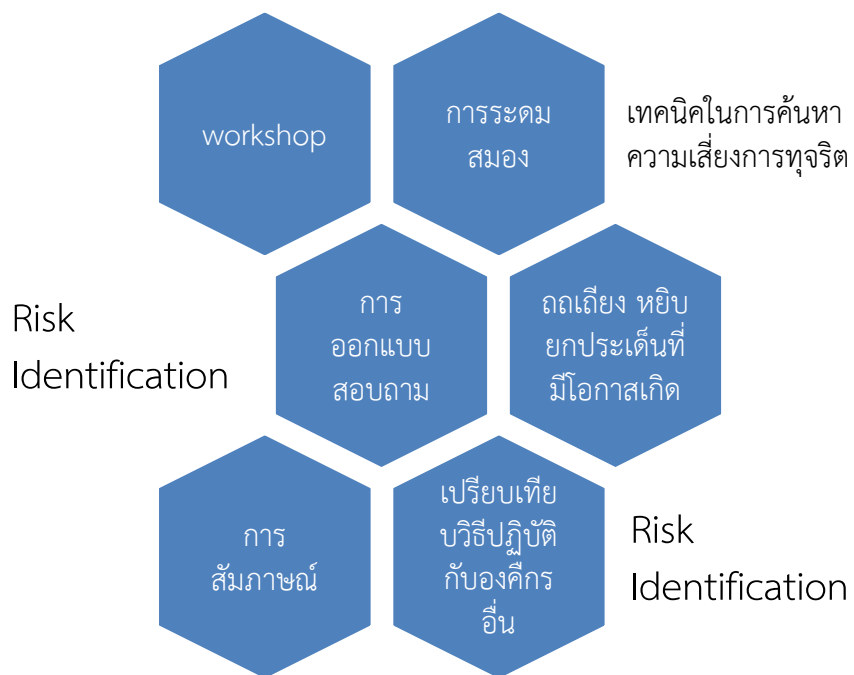 workshop
การระดม
สมอง
เทคนิคในการค้นหา
ความเสี่ยงการทุจริต
Risk
Identification
การ
ออกแบบ
สอบถาม
ถกเถียง หยิบ
ยกประเด็นที่
มีโอกาสเกิด
การ
สัมภาษณ์
เปรียบเทีย
บวิธีปฏิบัติ
กับองคืกร
อื่น
Risk
Identification